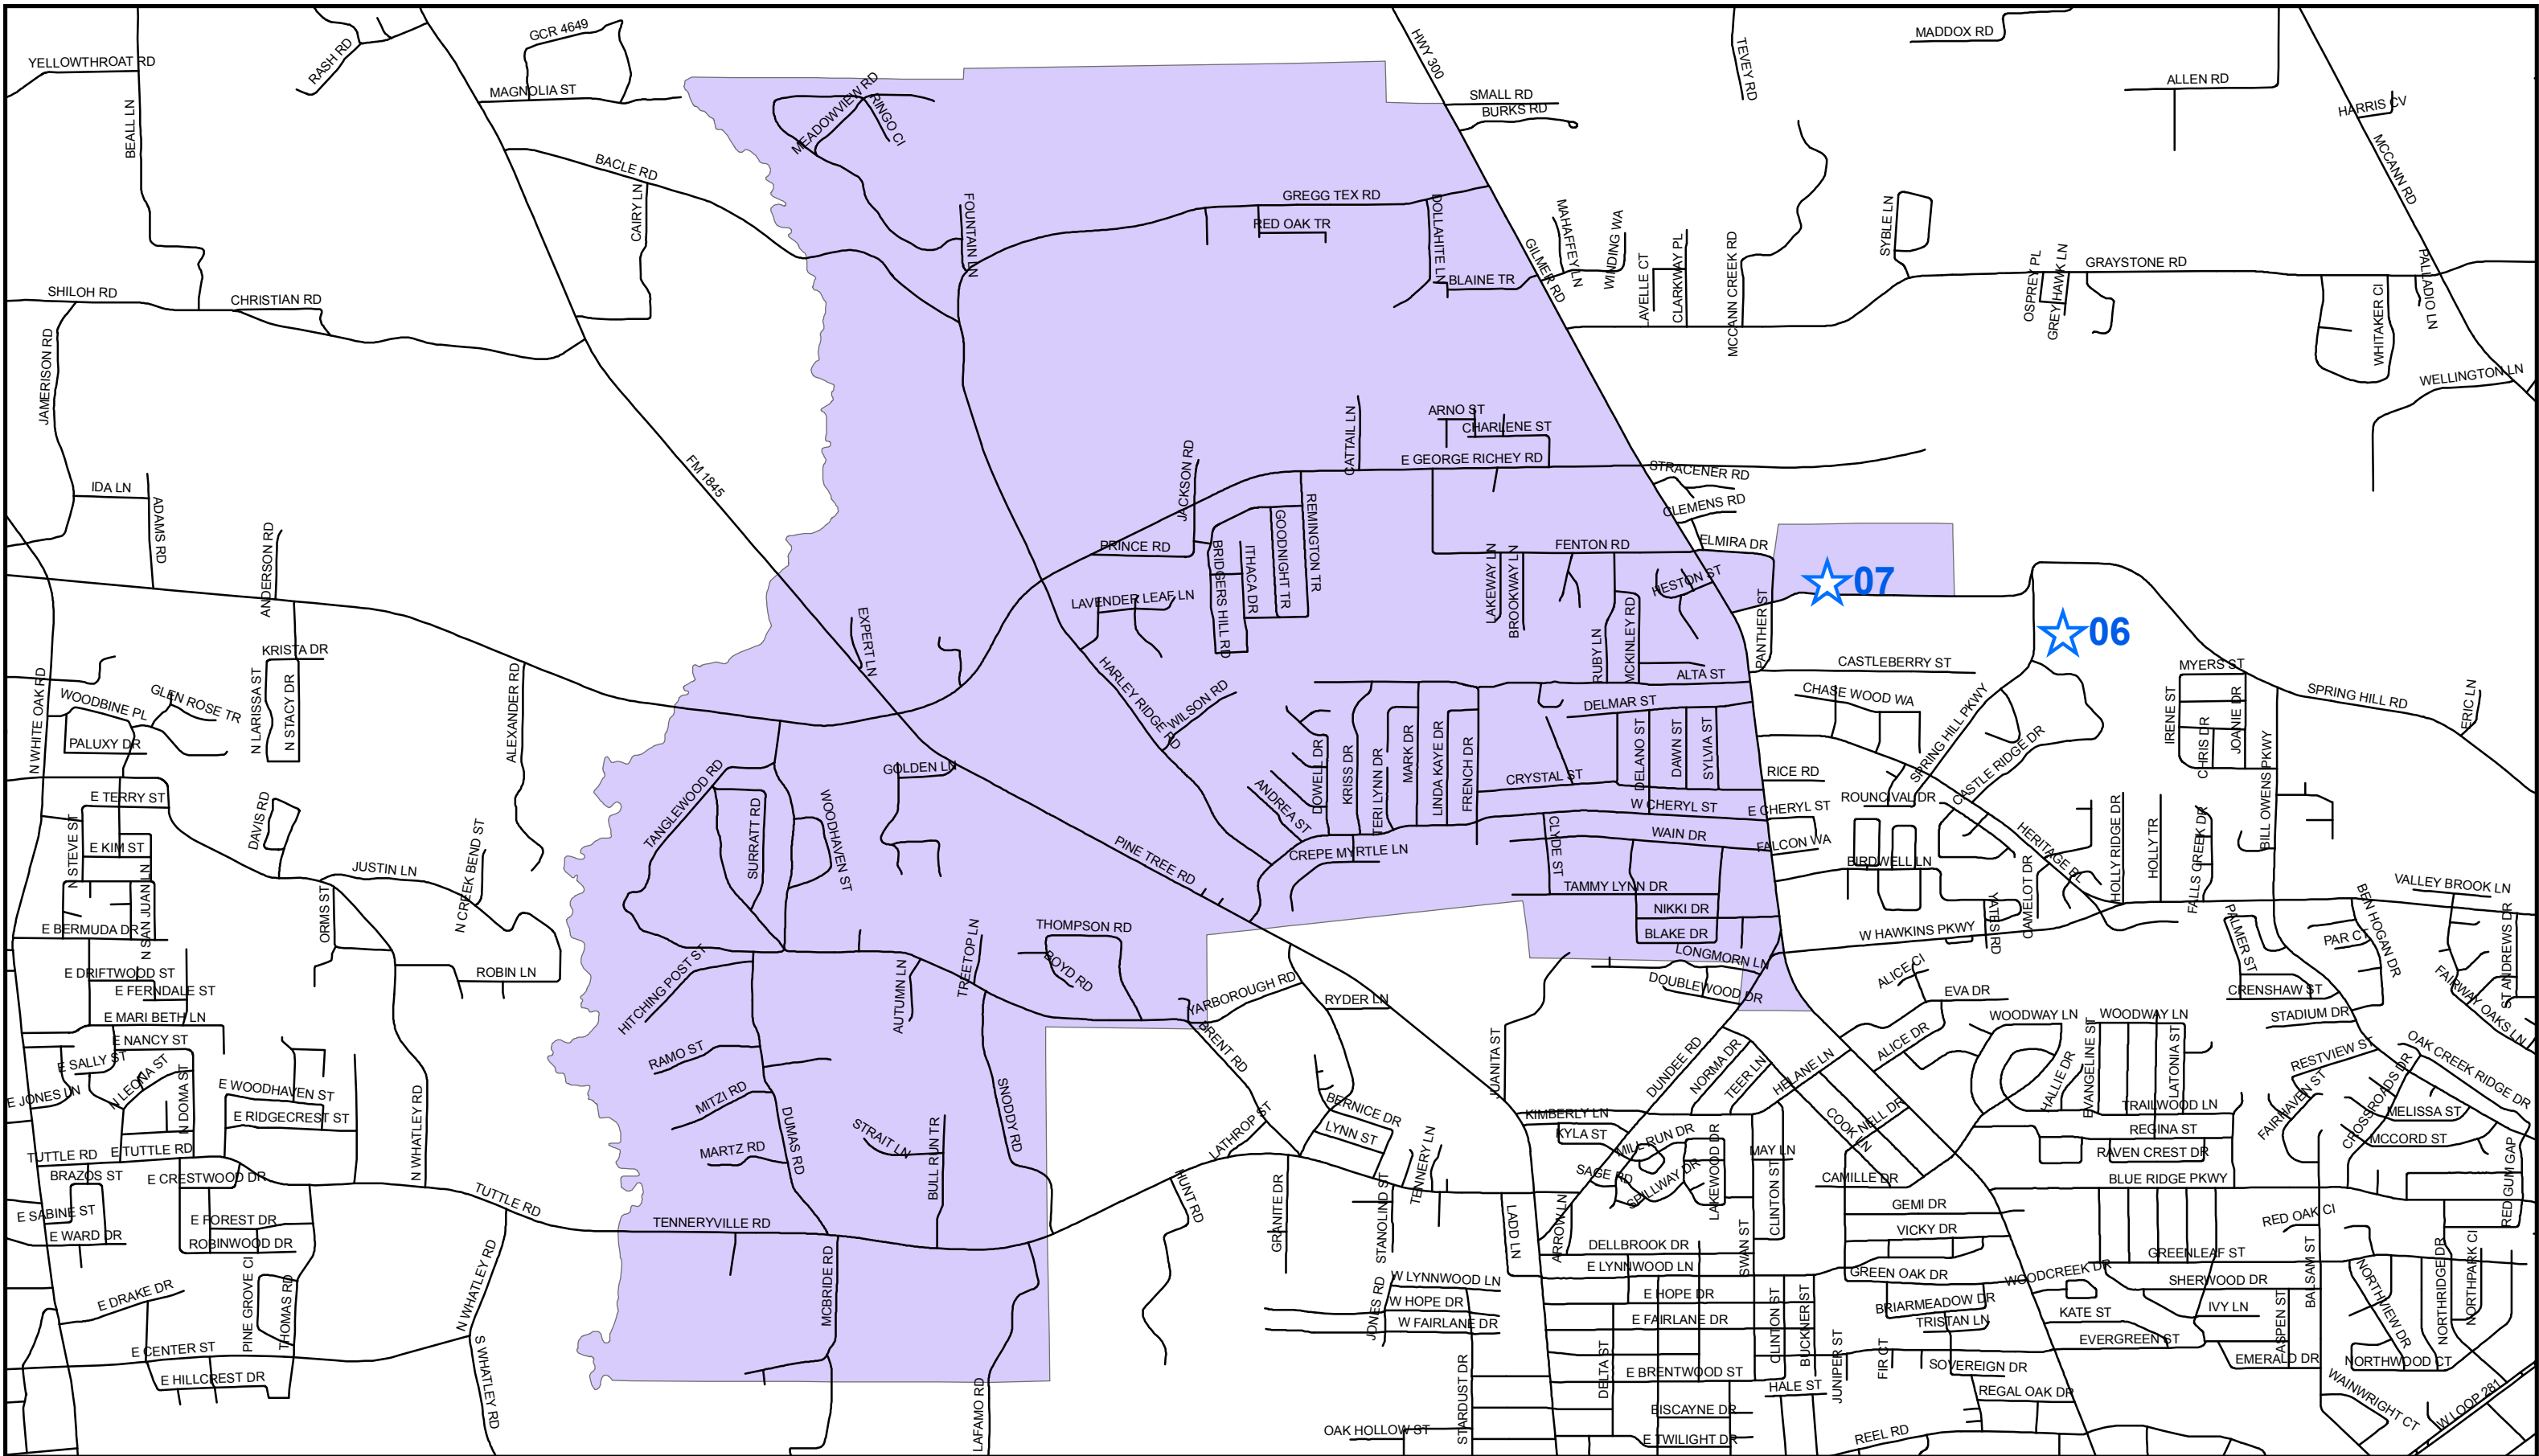 YELLOWTHROAT RD
RASH RD
GCR 4649
MAGNOLIA ST
BEALL LN
BACLE RD
CAIRY LN
MEADOWVIEW RD
RINGO CI
FOUNTAIN LN
GREGG TEX RD
RED OAK TR
DOLLAHITE LN
BLAINE TR
HWY 300
SMALL RD
BURKS RD
TEVEY RD
MADDOX RD
ALLEN RD
HARRIS CV
MCCANN RD
GILMER RD
MAHAFFEY LN
WINDING WA
LAVELLE CT
CLARKWAY PL
MCCANN CREEK RD
SYBLE LN
OSPREY PL
GREY HAWK LN
GRAYSTONE RD
PALLADIO LN
WHITAKER CI
WELLINGTON LN
SHILOH RD
CHRISTIAN RD
JAMERISON RD
IDA LN
ADAMS RD
ANDERSON RD
FM 1845
ARNO ST
CHARLENE ST
CATTAIL LN
E GEORGE RICHEY RD
STRACENER RD
CLEMENS RD
JACKSON RD
PRINCE RD
BRIDGERS HILL RD
ITHACA DR
GOODNIGHT TR
REMINGTON TR
LAVENDER LEAF LN
LAKEWAY LN
BROOKWAY LN
FENTON RD
ELMIRA DR
HESTON ST
RUBY LN
MCKINLEY RD
PANTHER ST
07
06
ALTA ST
CASTLEBERRY ST
MYERS ST
SPRING HILL RD
ERIC LN
KRISTA DR
N LARISSA ST
N STACY DR
N WHITE OAK RD
WOODBINE PL
GLEN ROSE TR
PALUXY DR
ALEXANDER RD
EXPERT LN
HARLEY RIDGE RD
WILSON RD
DELMAR ST
CHASE WOOD WA
SPRING HILL PKWY
CASTLE RIDGE DR
IRENE ST
CHRIS DR
JOANIE DR
BILL OWENS PKWY
GOLDEN LN
TANGLEWOOD RD
SURRATT RD
WOODHAVEN ST
ANDREA ST
DOWELL DR
KRISS DR
TERI LYNN DR
MARK DR
LINDA KAYE DR
FRENCH DR
CRYSTAL ST
DELANO ST
DAWN ST
SYLVIA ST
RICE RD
ROUNCIVAL DR
E TERRY ST
N STEVE ST
E KIM ST
DAVIS RD
JUSTIN LN
N CREEK BEND ST
ORMS ST
PINE TREE RD
CREPE MYRTLE LN
W CHERYL ST
E CHERYL ST
WAIN DR
FALCON WA
CLYDE ST
TAMMY LYNN DR
BIRDWELL LN
HERITAGE BL
CAMELOT DR
YATES RD
HOLLY RIDGE DR
HOLLY TR
FALLS CREEK DR
VALLEY BROOK LN
N SAN JUAN LN
E BERMUDA DR
E DRIFTWOOD ST
E FERNDALE ST
ROBIN LN
HITCHING POST ST
AUTUMN LN
TREETOP LN
THOMPSON RD
BOYD RD
YARBOROUGH RD
RYDER LN
NIKKI DR
BLAKE DR
LONGMORN LN
DOUBLEWOOD DR
W HAWKINS PKWY
ALICE CI
EVA DR
PALMER ST
PAR CT
BEN HOGAN DR
CRENSHAW ST
STADIUM DR
FAIRWAY OAKS LN
ST ANDREWS DR
E MARI BETH LN
E NANCY ST
E SALLY ST
N LEONA ST
E JONES LN
N DOMA ST
E WOODHAVEN ST
E RIDGECREST ST
N WHATLEY RD
RAMO ST
MITZI RD
MARTZ RD
DUMAS RD
STRAIT LN
BULL RUN TR
SNODDY RD
BRENT RD
LATHROP ST
BERNICE DR
LYNN ST
TENNERY LN
JUANITA ST
KIMBERLY LN
KYLA ST
DUNDEE RD
NORMA DR
TEER LN
HELANE LN
ALICE DR
COOK LN
NELL DR
WOODWAY LN
WOODWAY LN
HALLIE DR
EVANGELINE ST
LATONIA ST
TRAILWOOD LN
REGINA ST
RAVEN CREST DR
RESTVIEW ST
FAIRHAVEN ST
CROSSROADS DR
OAK CREEK RIDGE DR
MELISSA ST
MCCORD ST
RED GUM GAP
TUTTLE RD
E TUTTLE RD
BRAZOS ST
E CRESTWOOD DR
E SABINE ST
E WARD DR
E FOREST DR
ROBINWOOD DR
TUTTLE RD
TENNERYVILLE RD
HUNT RD
GRANITE DR
STANOLIND ST
LADD LN
ARROW LN
SAGE RD
MILL RUN DR
SPILLWAY DR
LAKEWOOD DR
MAY LN
CLINTON ST
SWAN ST
CAMILLE DR
GEMI DR
VICKY DR
BLUE RIDGE PKWY
RED OAK CI
GREENLEAF ST
E DRAKE DR
PINE GROVE CI
THOMAS RD
N WHATLEY RD
E CENTER ST
E HILLCREST DR
S WHATLEY RD
MCBRIDE RD
LAFAMO RD
DELLBROOK DR
E LYNNWOOD LN
W LYNNWOOD LN
W HOPE DR
W FAIRLANE DR
JONES RD
E HOPE DR
E FAIRLANE DR
DELTA ST
E BRENTWOOD ST
CLINTON ST
BUCKNER ST
HALE ST
JUNIPER ST
BISCAYNE DR
E TWILIGHT DR
STARDUST DR
OAK HOLLOW ST
GREEN OAK DR
WOODCREEK DR
BRIARMEADOW DR
TRISTAN LN
FIR CT
SOVEREIGN DR
REGAL OAK DR
REEL RD
KATE ST
EVERGREEN ST
SHERWOOD DR
IVY LN
ASPEN ST
BALSAM ST
EMERALD DR
NORTHVIEW DR
NORTHRIDGE DR
NORTHPARK CI
NORTHWOOD CT
WAINWRIGHT CT
W LOOP 281